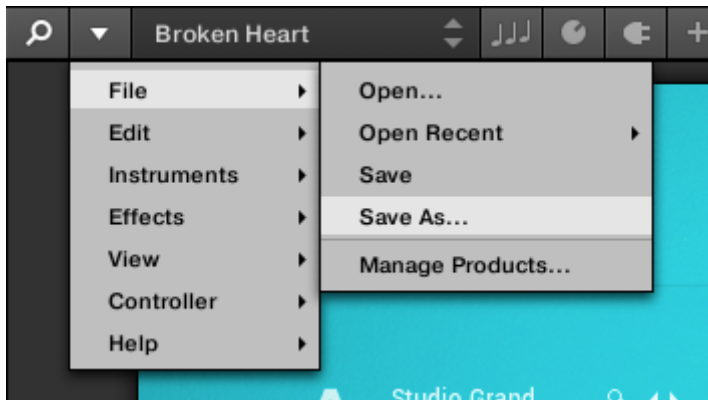 Broken Heart
File
Edit
Instruments
Effects
View
Controller
Help
Open...
Open Recent
Save
Save As...
Manage Products...
Studio Grand